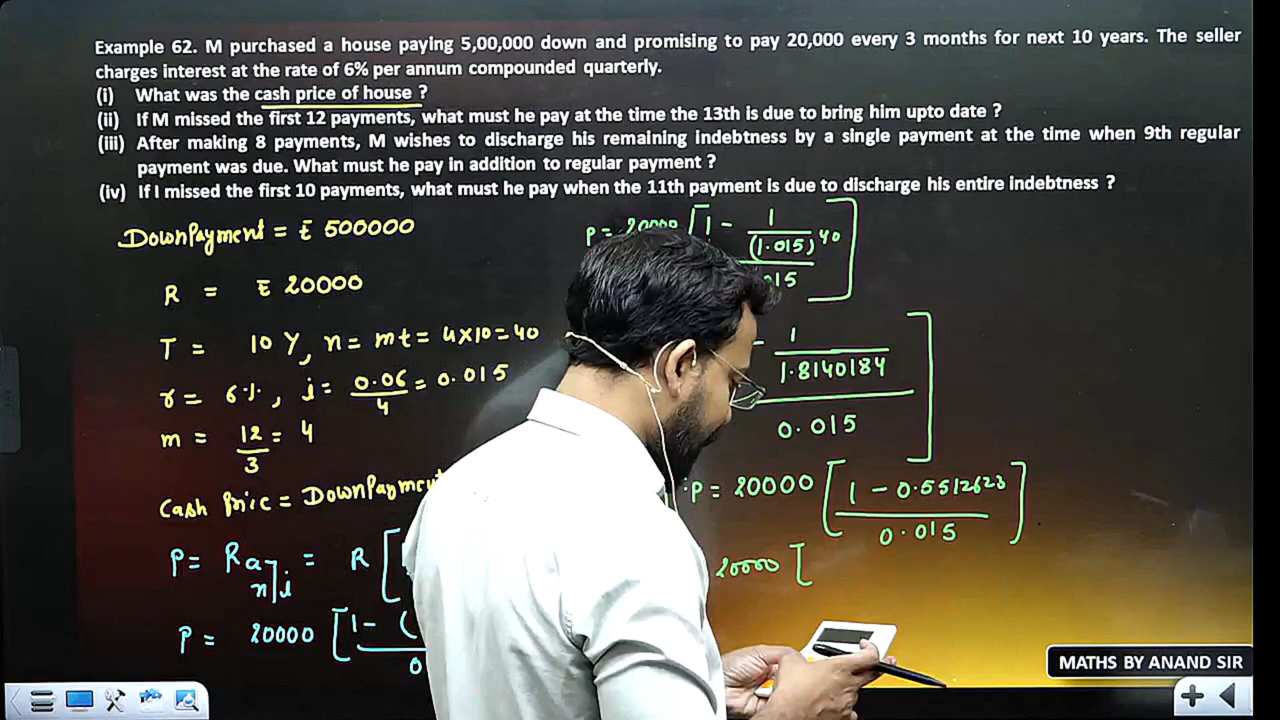 Example 62. M purchased a house paying 5,00,000 down and promising to pay 20,000 every 3 months for next 10 years. The seller
charges interest at the rate of 6% per annum compounded quarterly.
(i) What was the cash price of house ?
(ii) If M missed the first 12 payments, what must he pay at the time the 13th is due to bring him upto date ?
(iii) After making 8 payments, M wishes to discharge his remaining indebtness by a single payment at the time when 9th regular
payment was due. What must he pay in addition to regular payment ?
(iv) If I missed the first 10 payments, what must he pay when the 11th payment is due to discharge his entire indebtness ?
DownPayment = ₹ 500000
R = ₹ 20000
T = 10 Y, n = mt = 4×10 = 40
r = 6%, i = 0.06/4 = 0.015
m = 12/3 = 4
Cash Price = DownPayment
P = R a n|i = R [
P = 20000 [ 1 - (
0
P = 20000 [ 1 - 1/(1.015)^40
015 ]
- 1/1.8140184
0.015 ]
P = 20000 [ 1 - 0.5512623
0.015 ]
20000 [
MATHS BY ANAND SIR